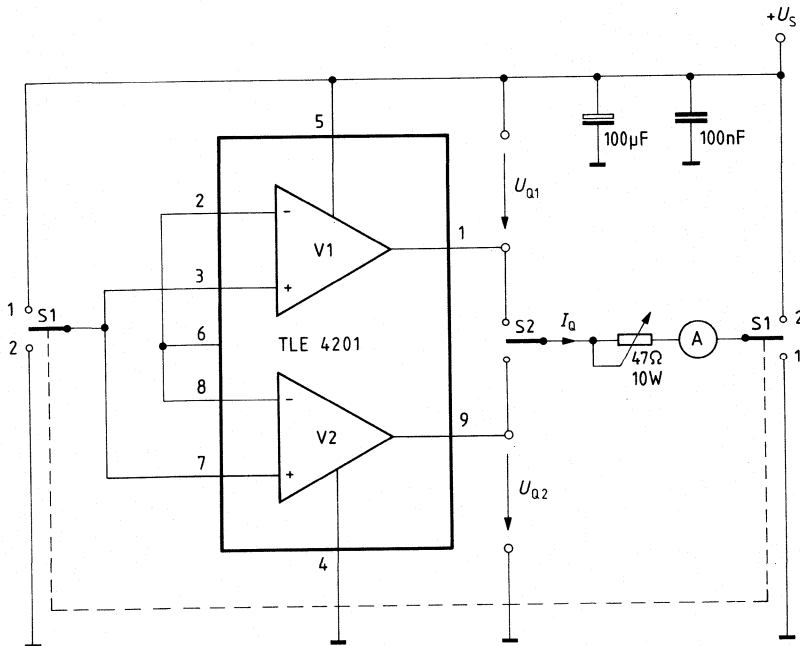 +U_S
5
100µF
100nF
2
-
U_Q1
V1
1
3
+
1
S1
2
6
TLE 4201
S2
I_Q
A
S1
2
1
47Ω
10W
8
-
V2
9
7
+
U_Q2
4